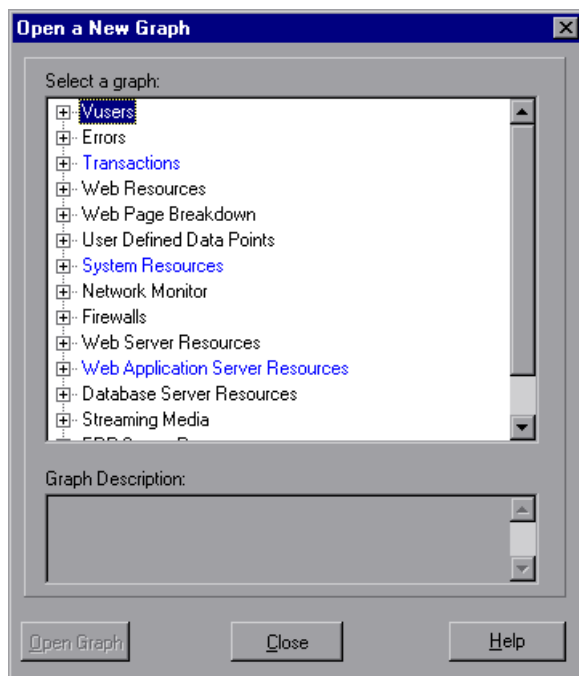 Open a New Graph
Select a graph:
Vusers
Errors
Transactions
Web Resources
Web Page Breakdown
User Defined Data Points
System Resources
Network Monitor
Firewalls
Web Server Resources
Web Application Server Resources
Database Server Resources
Streaming Media
Graph Description:
Open Graph
Close
Help